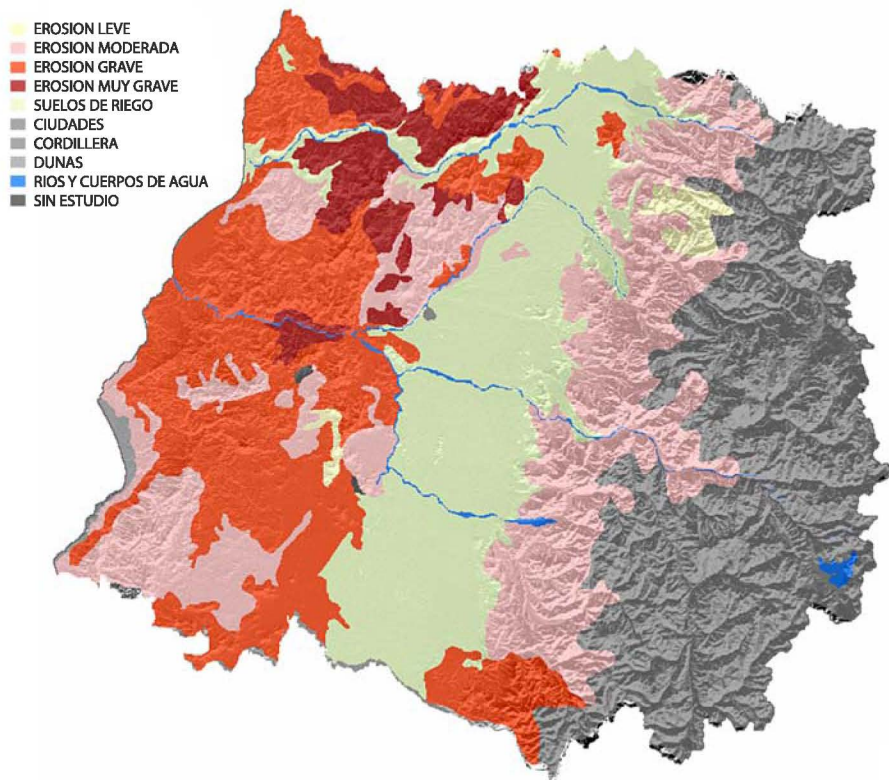 EROSION LEVE
EROSION MODERADA
EROSION GRAVE
EROSION MUY GRAVE
SUELOS DE RIEGO
CIUDADES
CORDILLERA
DUNAS
RIOS Y CUERPOS DE AGUA
SIN ESTUDIO